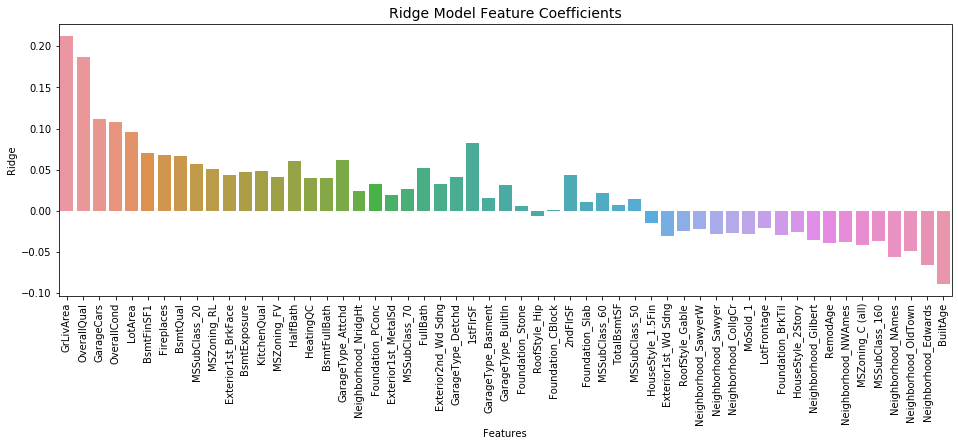 Ridge Model Feature Coefficients
Ridge
0.20
0.15
0.10
0.05
0.00
−0.05
−0.10
GrLivArea
OverallQual
GarageCars
OverallCond
LotArea
BsmtFinSF1
Fireplaces
BsmtQual
MSSubClass_20
MSZoning_RL
Exterior1st_BrkFace
BsmtExposure
KitchenQual
MSZoning_FV
HalfBath
HeatingQC
BsmtFullBath
GarageType_Attchd
Neighborhood_NridgHt
Foundation_PConc
Exterior1st_MetalSd
MSSubClass_70
FullBath
Exterior2nd_Wd Sdng
GarageType_Detchd
1stFlrSF
GarageType_Basment
GarageType_BuiltIn
Foundation_Stone
RoofStyle_Hip
Foundation_CBlock
2ndFlrSF
Foundation_Slab
MSSubClass_60
TotalBsmtSF
MSSubClass_50
HouseStyle_1.5Fin
Exterior1st_Wd Sdng
RoofStyle_Gable
Neighborhood_SawyerW
Neighborhood_Sawyer
Neighborhood_CollgCr
MoSold_1
LotFrontage
Foundation_BrkTil
HouseStyle_2Story
Neighborhood_Gilbert
RemodAge
Neighborhood_NWAmes
MSZoning_C (all)
MSSubClass_160
Neighborhood_NAmes
Neighborhood_OldTown
Neighborhood_Edwards
BuiltAge
Features